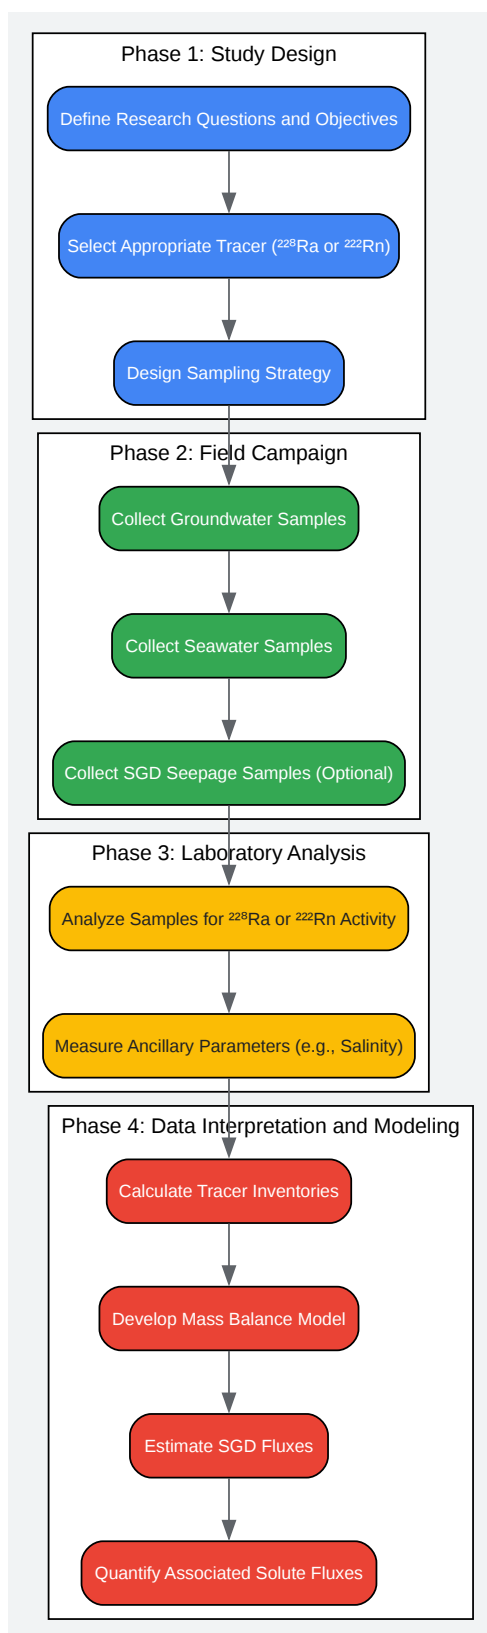 Phase 1: Study Design
Define Research Questions and Objectives
Select Appropriate Tracer (²²⁸Ra or ²²²Rn)
Design Sampling Strategy
Phase 2: Field Campaign
Collect Groundwater Samples
Collect Seawater Samples
Collect SGD Seepage Samples (Optional)
Phase 3: Laboratory Analysis
Analyze Samples for ²²⁸Ra or ²²²Rn Activity
Measure Ancillary Parameters (e.g., Salinity)
Phase 4: Data Interpretation and Modeling
Calculate Tracer Inventories
Develop Mass Balance Model
Estimate SGD Fluxes
Quantify Associated Solute Fluxes